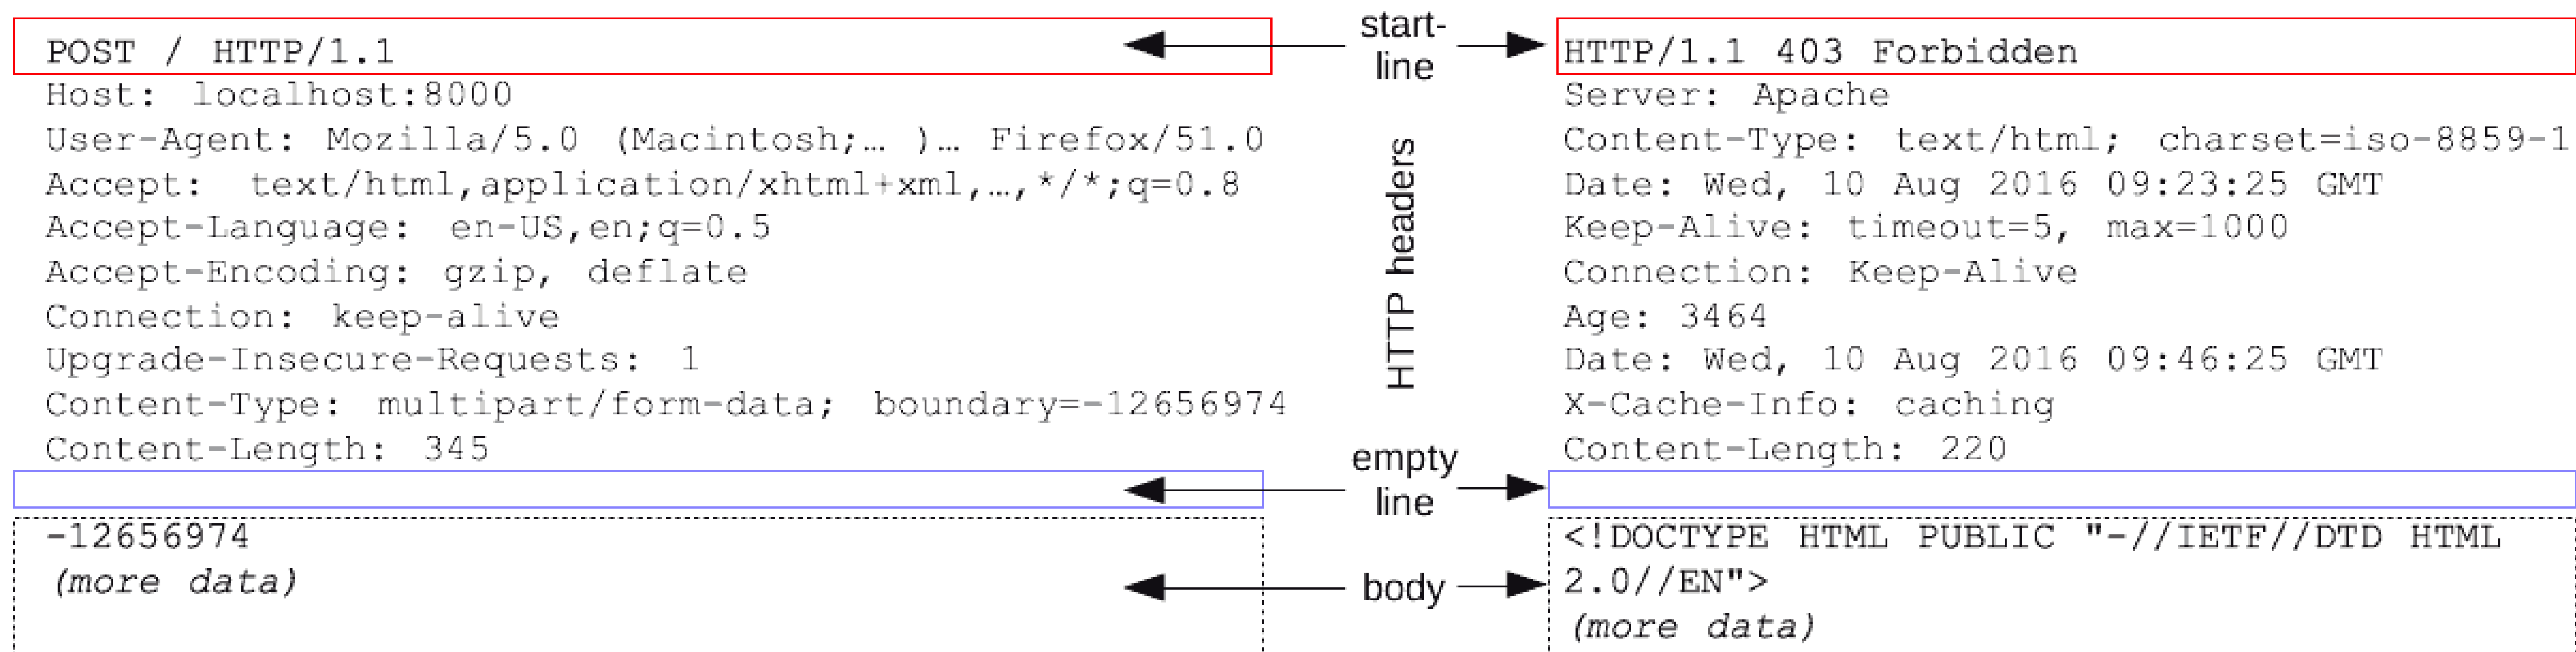 POST / HTTP/1.1
Host: localhost:8000
User-Agent: Mozilla/5.0 (Macintosh;… )… Firefox/51.0
Accept: text/html,application/xhtml+xml,…,*/*;q=0.8
Accept-Language: en-US,en;q=0.5
Accept-Encoding: gzip, deflate
Connection: keep-alive
Upgrade-Insecure-Requests: 1
Content-Type: multipart/form-data; boundary=-12656974
Content-Length: 345
-12656974
(more data)
start-
line
HTTP headers
empty
line
body
HTTP/1.1 403 Forbidden
Server: Apache
Content-Type: text/html; charset=iso-8859-1
Date: Wed, 10 Aug 2016 09:23:25 GMT
Keep-Alive: timeout=5, max=1000
Connection: Keep-Alive
Age: 3464
Date: Wed, 10 Aug 2016 09:46:25 GMT
X-Cache-Info: caching
Content-Length: 220
<!DOCTYPE HTML PUBLIC "-//IETF//DTD HTML
2.0//EN">
(more data)